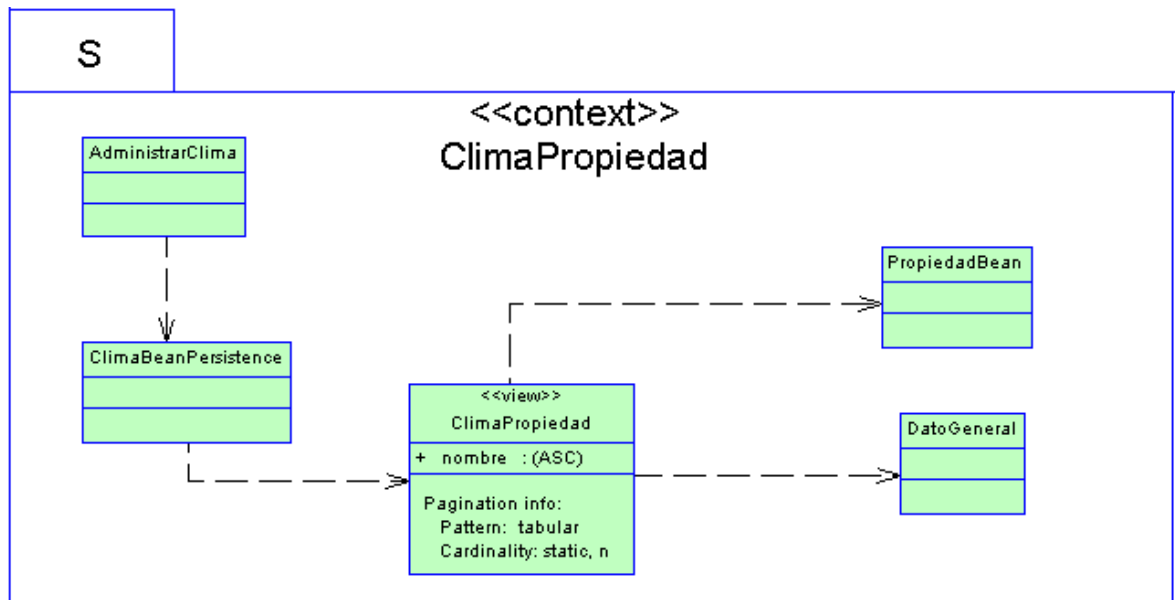 S
<<context>>
ClimaPropiedad
AdministrarClima
PropiedadBean
ClimaBeanPersistence
<<view>>
ClimaPropiedad
+ nombre : (ASC)
Pagination info:
Pattern: tabular
Cardinality: static, n
DatoGeneral